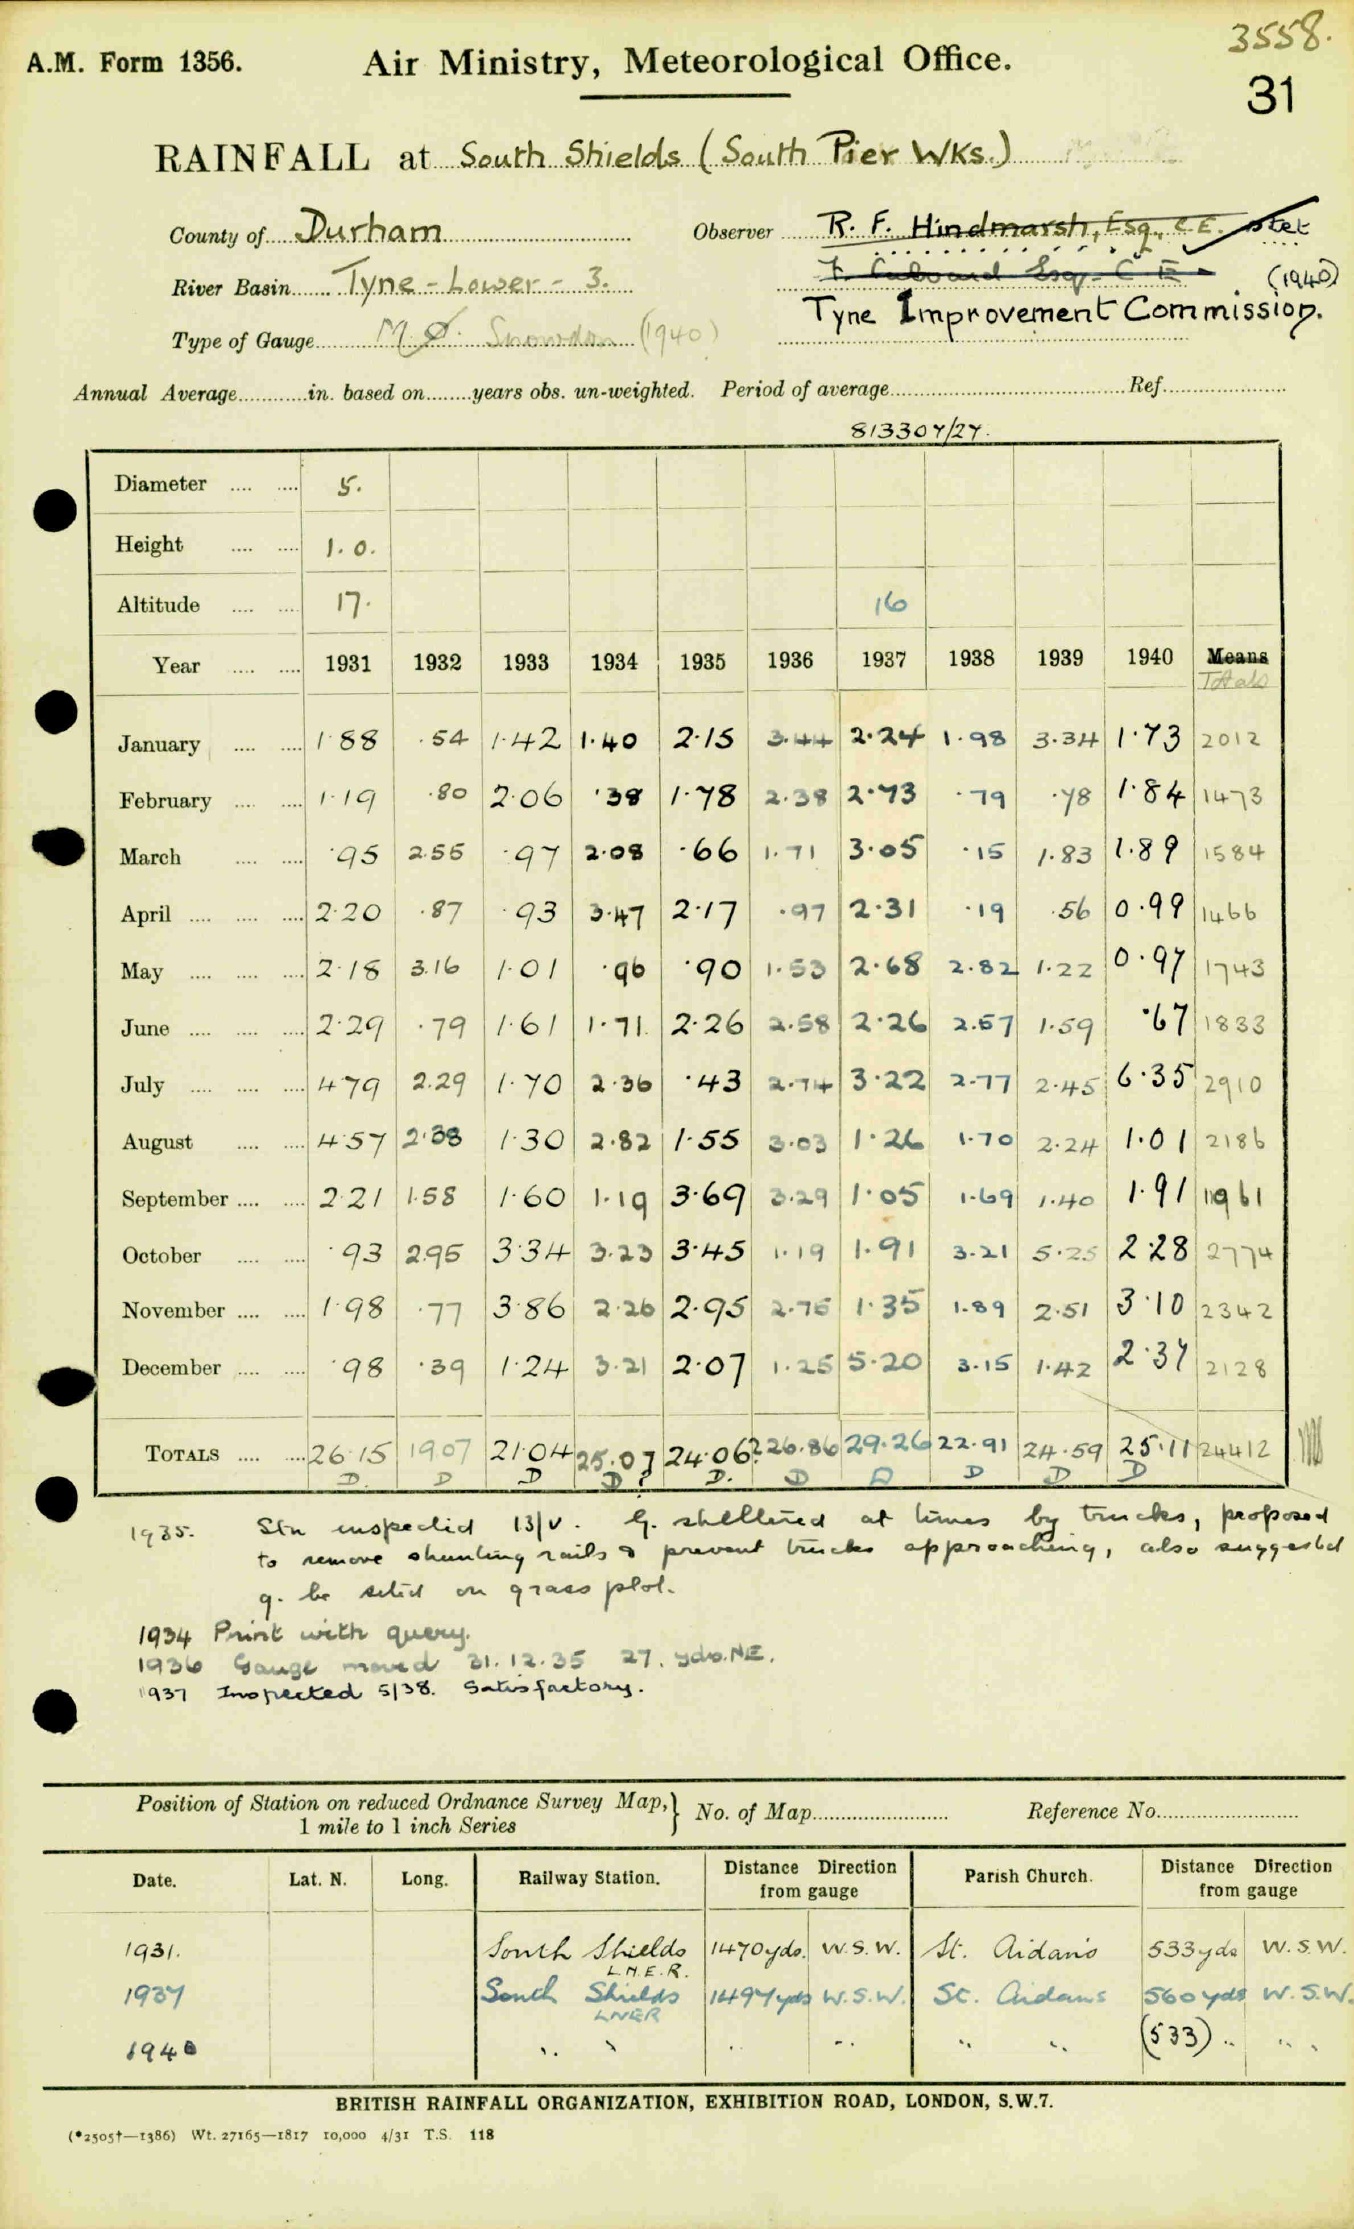 3558.
A.M. Form 1356. Air Ministry, Meteorological Office.
31
RAINFALL at South Shields (South Pier Wks.)
County of Durham Observer R. F. Hindmarsh, Esq., C.E. stet
River Basin Tyne - Lower - 3. Esq. C.E. (1940)
Tyne Improvement Commission.
Type of Gauge M.O. Snowdon (1940)
Annual Average in. based on years obs. un-weighted. Period of average Ref.
813307/27.
Diameter 5.
Height 1.0.
Altitude 17. 16
Year 1931 1932 1933 1934 1935 1936 1937 1938 1939 1940 Means
Totals
January 1.88 .54 1.42 1.40 2.15 3.44 2.24 1.98 3.34 1.73 2012
February 1.19 .80 2.06 .38 1.78 2.38 2.73 .79 .78 1.84 1473
March .95 2.55 .97 2.08 .66 1.71 3.05 .15 1.83 1.89 1584
April 2.20 .87 .93 3.47 2.17 .97 2.31 .19 .56 0.99 1466
May 2.18 3.16 1.01 .96 .90 1.53 2.68 2.82 1.22 0.97 1743
June 2.29 .79 1.61 1.71 2.26 2.58 2.26 2.57 1.59 .67 1833
July 4.79 2.29 1.70 2.36 .43 2.74 3.22 2.77 2.45 6.35 2910
August 4.57 2.38 1.30 2.82 1.55 3.03 1.26 1.70 2.24 1.01 2186
September 2.21 1.58 1.60 1.19 3.69 3.29 1.05 1.69 1.40 1.91 1961
October .93 2.95 3.34 3.23 3.45 1.19 1.91 3.21 5.25 2.28 2774
November 1.98 .77 3.86 2.26 2.95 2.75 1.35 1.89 2.51 3.10 2342
December .98 .39 1.24 3.21 2.07 1.25 5.20 3.15 1.42 2.37 2128
TOTALS 26.15 19.07 21.04 25.07 24.06? 26.86 29.26 22.91 24.59 25.11 24412
D. D D D ? D. D D D D D
1935. Stn inspected 13/V. G. sheltered at times by trucks, proposed
to remove shunting rails & prevent trucks approaching, also suggested
g. be sited on grass plot.
1934 Print with query.
1936 Gauge moved 31.12.35 27. yds. NE.
1937 Inspected 5/38. Satisfactory.
Position of Station on reduced Ordnance Survey Map, } No. of Map Reference No.
1 mile to 1 inch Series
Date. Lat. N. Long. Railway Station. Distance Direction from gauge Parish Church. Distance Direction from gauge
1931. South Shields L.N.E.R. 1470 yds. W.S.W. St. Aidan's 533 yds W.S.W.
1937 South Shields LNER 1497 yds W.S.W. St. Aidans 560 yds W.S.W.
1940 " " " " " " (533) " " "
BRITISH RAINFALL ORGANIZATION, EXHIBITION ROAD, LONDON, S.W.7.
(*2505†—1386) Wt. 27165—1817 10,000 4/31 T.S. 118